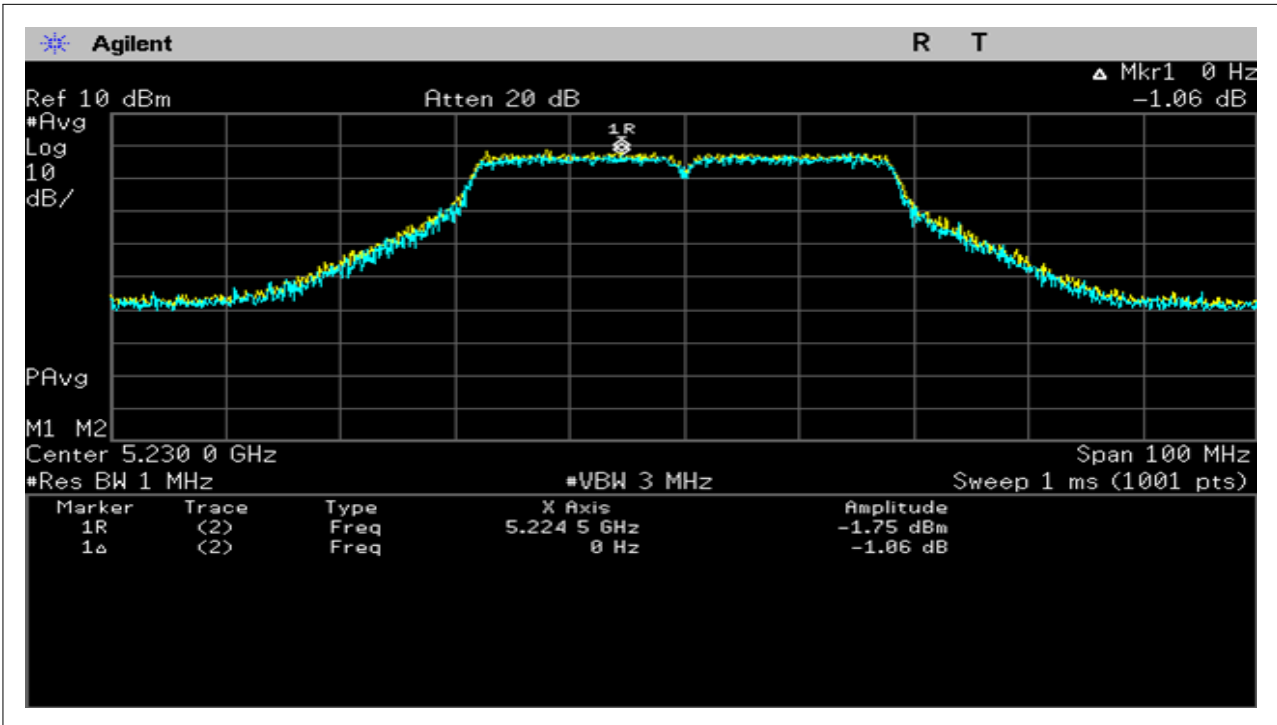 Agilent R T
Δ Mkr1 0 Hz
Ref 10 dBm Atten 20 dB -1.06 dB
#Avg
Log
10
dB/
1R
PAvg
M1 M2
Center 5.230 0 GHz Span 100 MHz
#Res BW 1 MHz #VBW 3 MHz Sweep 1 ms (1001 pts)
Marker Trace Type X Axis Amplitude
1R (2) Freq 5.224 5 GHz -1.75 dBm
1Δ (2) Freq 0 Hz -1.06 dB